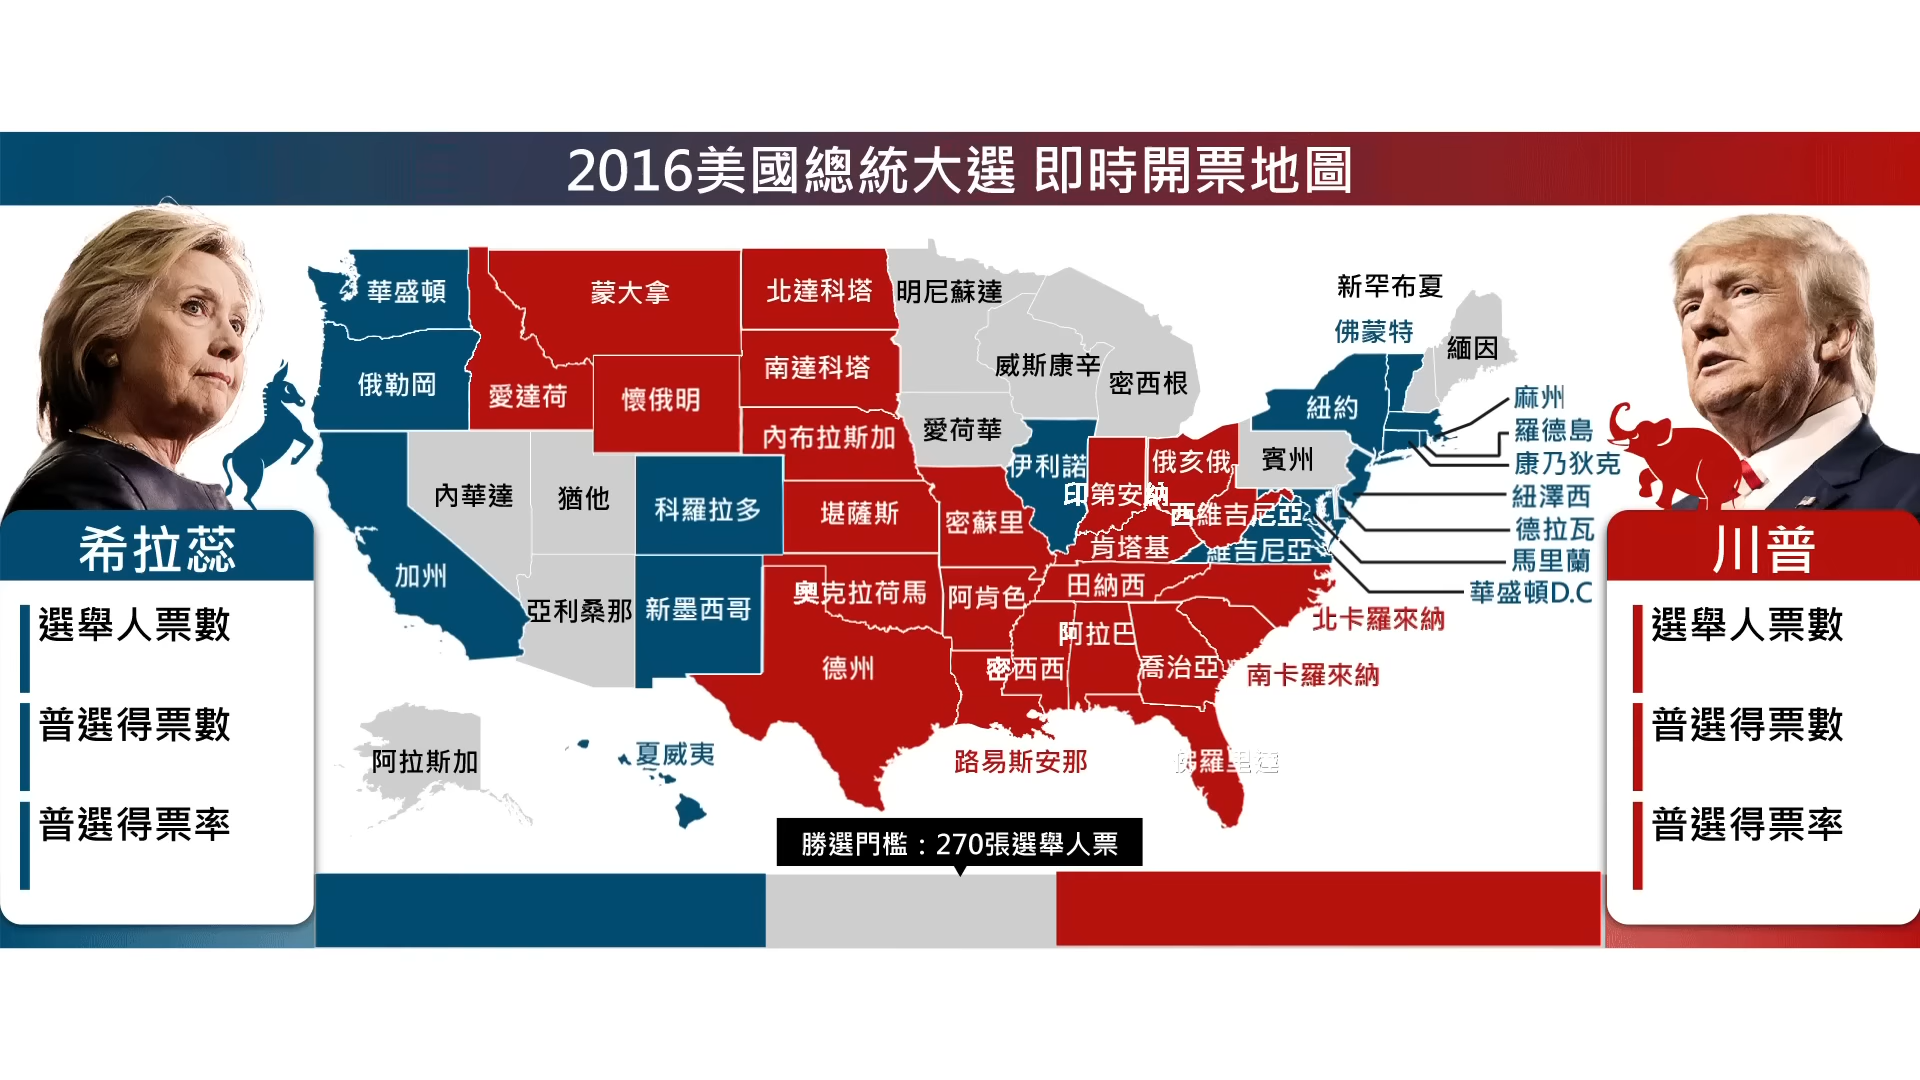 2016美國總統大選 即時開票地圖
希拉蕊
選舉人票數
普選得票數
普選得票率
川普
選舉人票數
普選得票數
普選得票率
華盛頓
蒙大拿
北達科塔
明尼蘇達
新罕布夏
佛蒙特
緬因
俄勒岡
愛達荷
懷俄明
南達科塔
威斯康辛
密西根
紐約
麻州
羅德島
康乃狄克
紐澤西
德拉瓦
馬里蘭
華盛頓D.C
內布拉斯加
愛荷華
伊利諾
印第安納
俄亥俄
賓州
內華達
猶他
科羅拉多
堪薩斯
密蘇里
西維吉尼亞
肯塔基
維吉尼亞
加州
亞利桑那
新墨西哥
奧克拉荷馬
阿肯色
田納西
北卡羅來納
阿拉巴
德州
密西西
喬治亞
南卡羅來納
阿拉斯加
夏威夷
路易斯安那
佛羅里達
勝選門檻：270張選舉人票